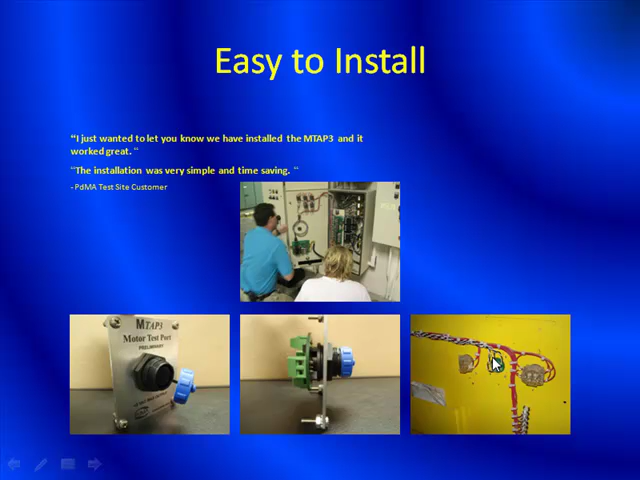 Easy to Install
“I just wanted to let you know we have installed the MTAP3 and it
worked great. “
“The installation was very simple and time saving. “
- PdMA Test Site Customer
MTAP3
Motor Test Port
PRELIMINARY